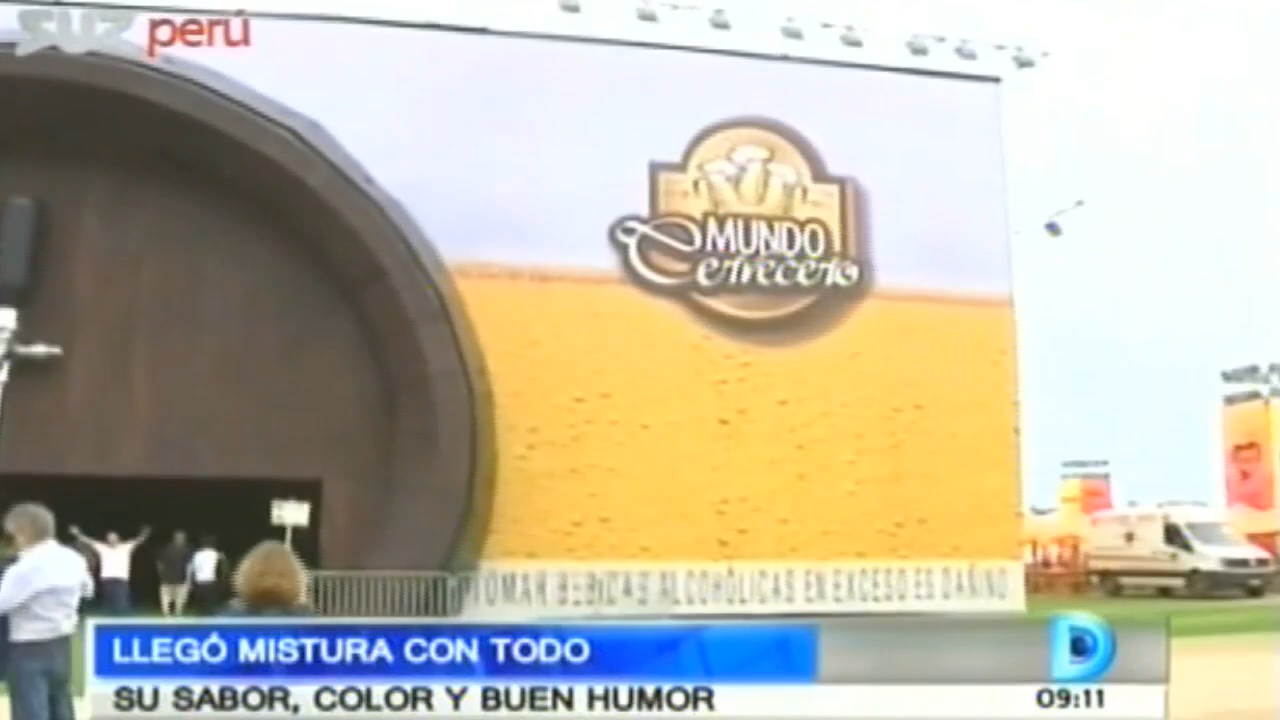 perú
MUNDO
Cervecero
TOMAR BEBIDAS ALCOHÓLICAS EN EXCESO ES DAÑINO
LLEGÓ MISTURA CON TODO
D
SU SABOR, COLOR Y BUEN HUMOR
09:11